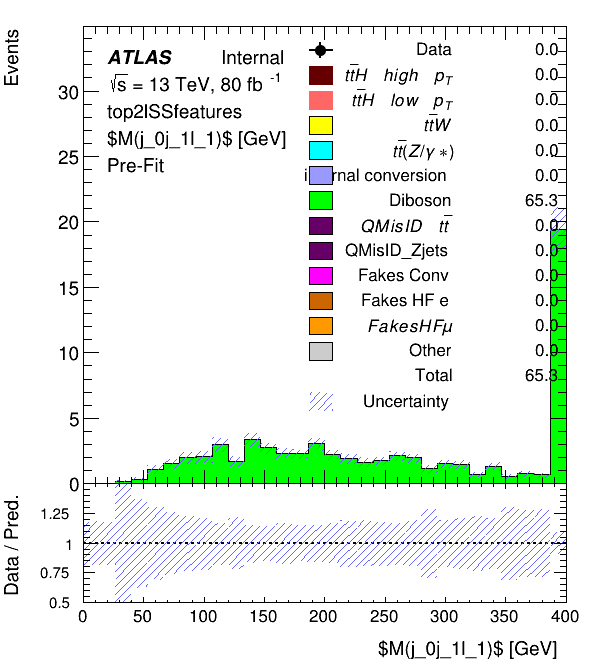 Events
ATLAS Internal
√s = 13 TeV, 80 fb -1
top2lSSfeatures
$M(j_0j_1l_1)$ [GeV]
Pre-Fit
Data 0.0
tt̅H high p_T 0.0
tt̅H low p_T 0.0
tt̅W 0.0
tt̅(Z/γ*) 0.0
internal conversion 0.0
Diboson 65.3
QMisID tt̅ 0.0
QMisID_Zjets 0.0
Fakes Conv 0.0
Fakes HF e 0.0
FakesHFμ 0.0
Other 0.0
Total 65.3
Uncertainty
30
25
20
15
10
5
0
Data / Pred.
1.25
1
0.75
0.5
0 50 100 150 200 250 300 350 400
$M(j_0j_1l_1)$ [GeV]